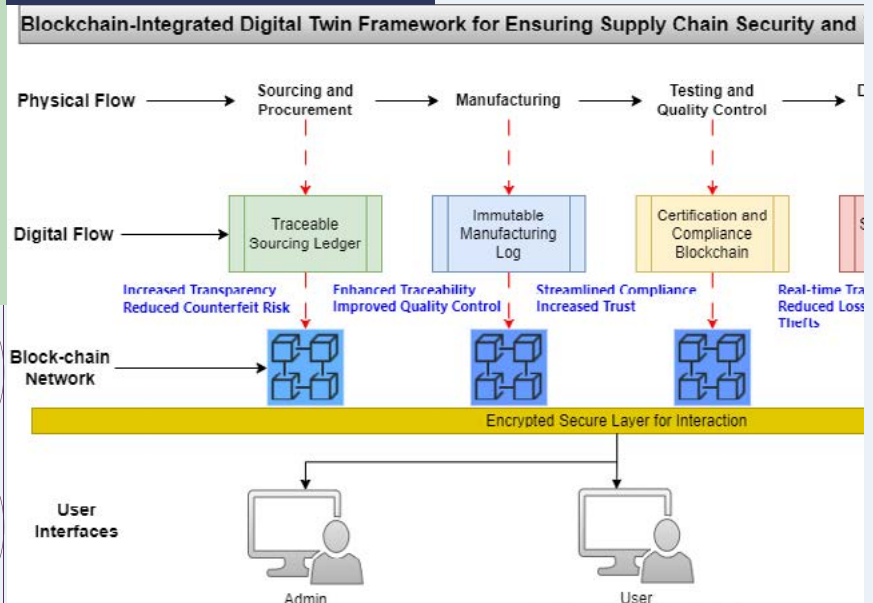 Blockchain-Integrated Digital Twin Framework for Ensuring Supply Chain Security and
Physical Flow
Sourcing and
Procurement
Manufacturing
Testing and
Quality Control
Digital Flow
Traceable
Sourcing Ledger
Immutable
Manufacturing
Log
Certification and
Compliance
Blockchain
Increased Transparency
Reduced Counterfeit Risk
Enhanced Traceability
Improved Quality Control
Streamlined Compliance
Increased Trust
Real-time
Reduced Loss
Thefts
Block-chain
Network
Encrypted Secure Layer for Interaction
User
Interfaces
Admin
User